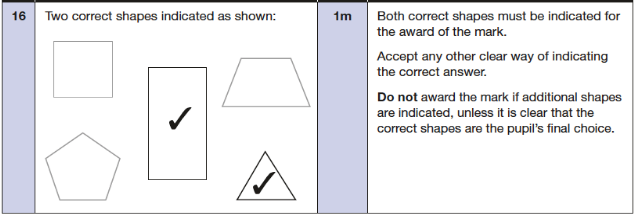 16
Two correct shapes indicated as shown:
1m
Both correct shapes must be indicated for
the award of the mark.
Accept any other clear way of indicating
the correct answer.
Do not award the mark if additional shapes
are indicated, unless it is clear that the
correct shapes are the pupil's final choice.